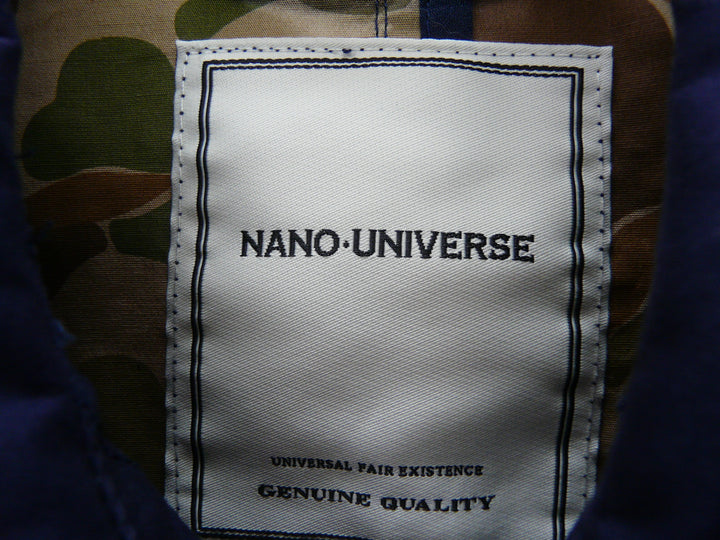 NANO·UNIVERSE
UNIVERSAL FAIR EXISTENCE
GENUINE QUALITY